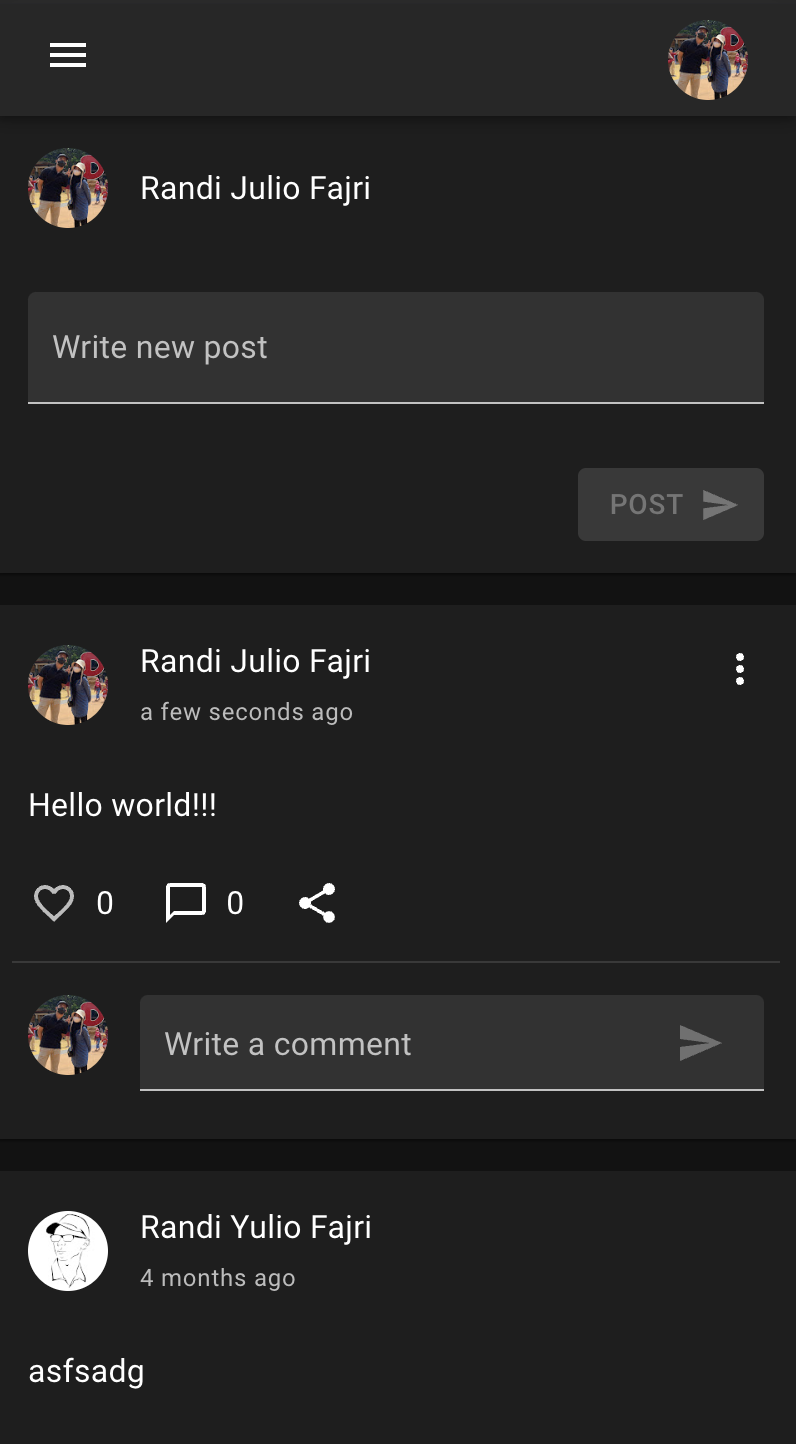 Randi Julio Fajri
Write new post
POST
Randi Julio Fajri
a few seconds ago
Hello world!!!
0 0
Write a comment
Randi Yulio Fajri
4 months ago
asfsadg